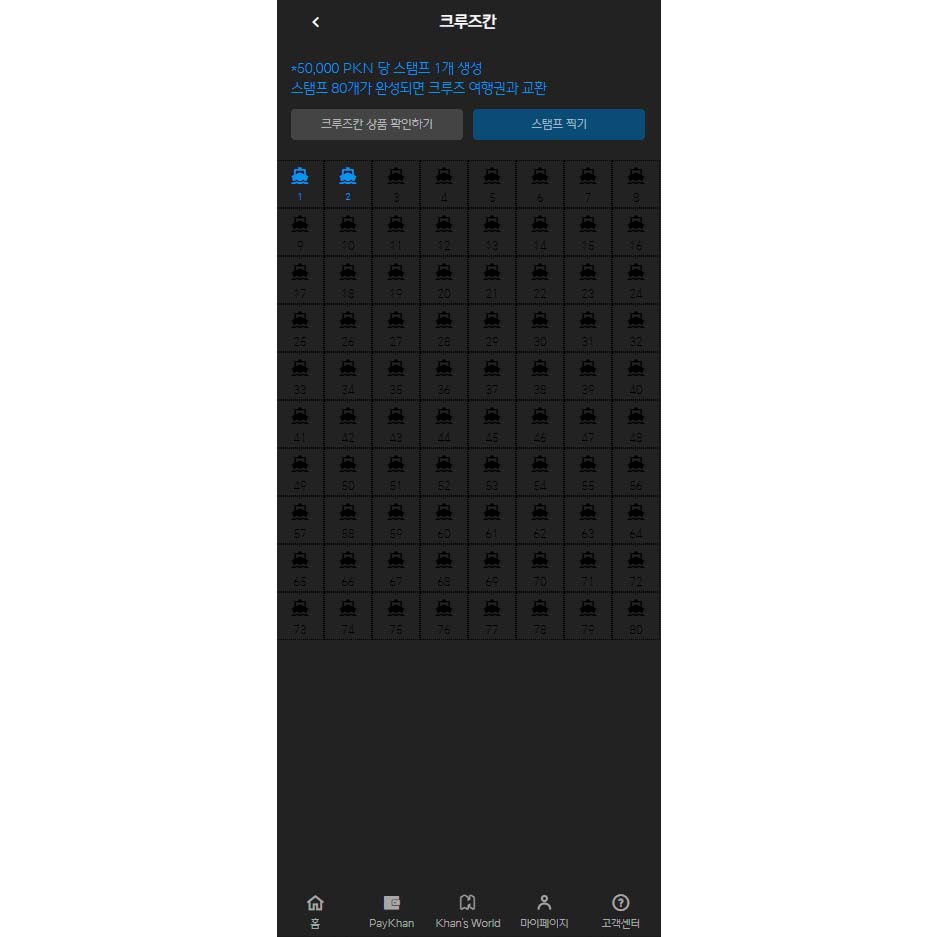 크루즈칸
*50,000 PKN 당 스탬프 1개 생성
스탬프 80개가 완성되면 크루즈 여행권과 교환
크루즈칸 상품 확인하기 스탬프 찍기
1 2 3 4 5 6 7 8
9 10 11 12 13 14 15 16
17 18 19 20 21 22 23 24
25 26 27 28 29 30 31 32
33 34 35 36 37 38 39 40
41 42 43 44 45 46 47 48
49 50 51 52 53 54 55 56
57 58 59 60 61 62 63 64
65 66 67 68 69 70 71 72
73 74 75 76 77 78 79 80
홈 PayKhan Khan's World 마이페이지 고객센터